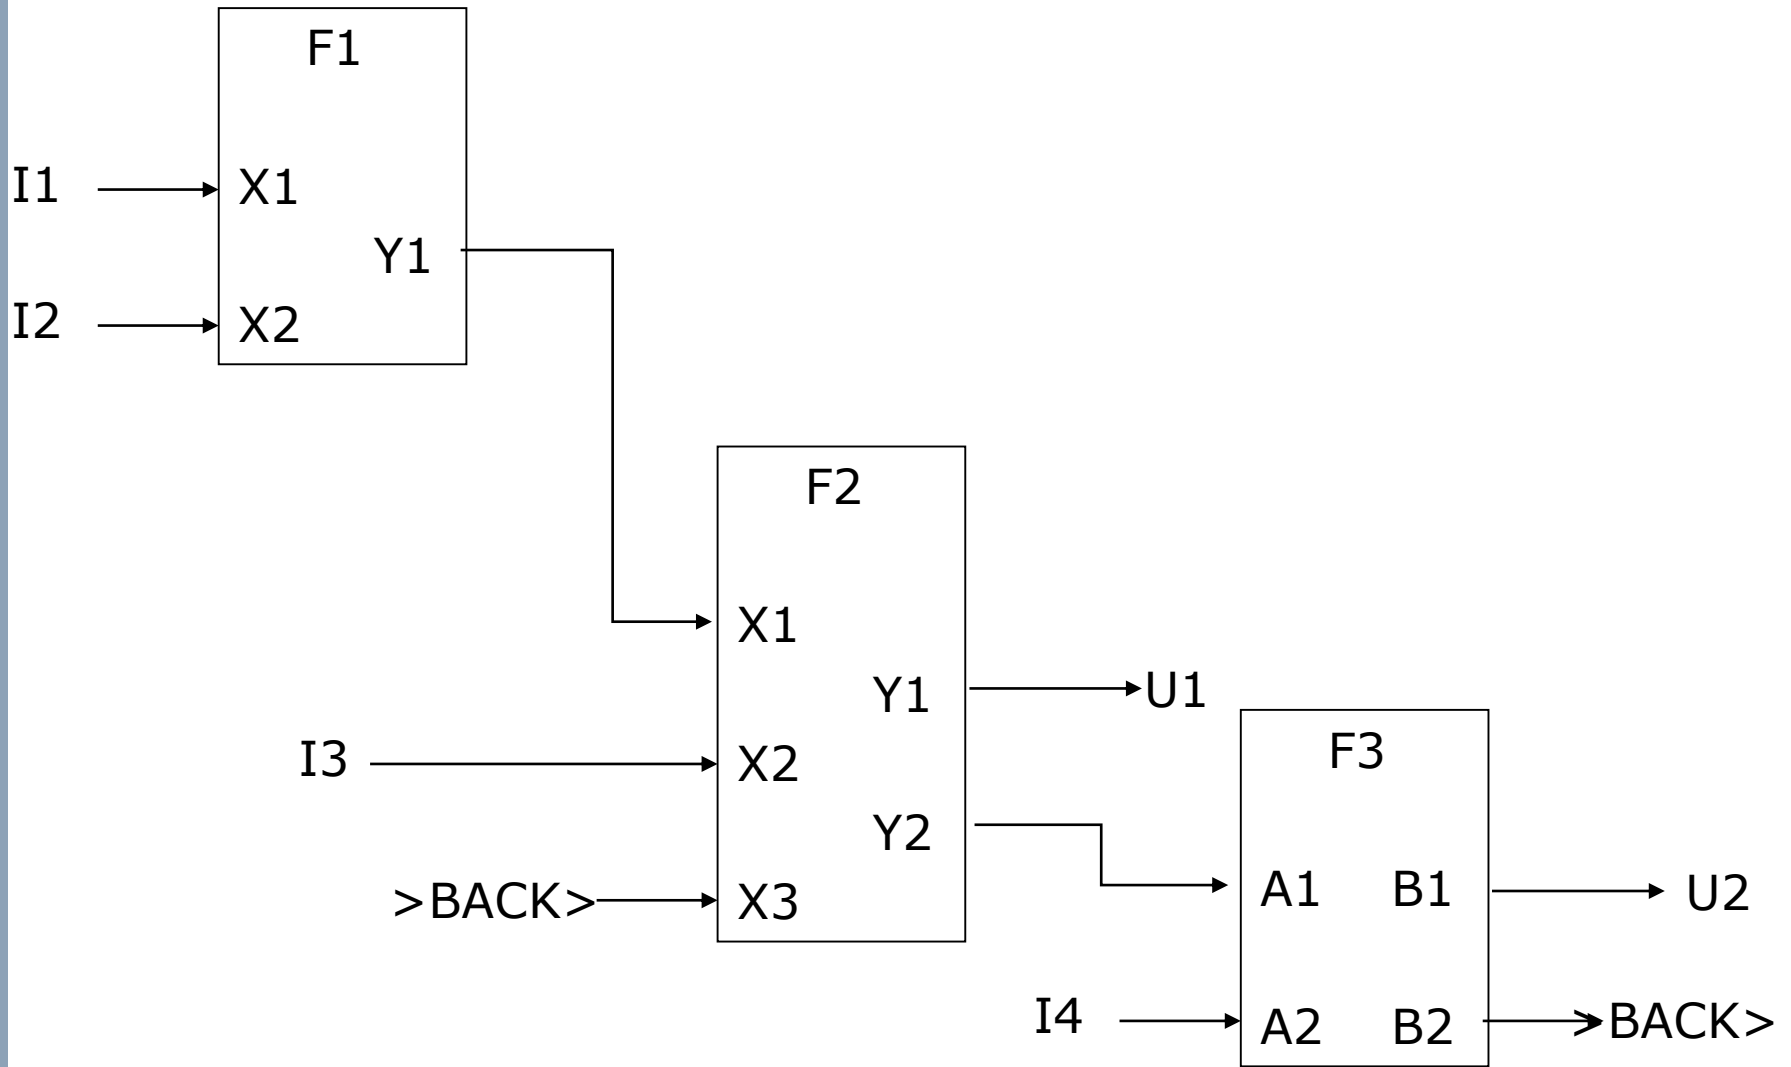 F1
I1
X1
Y1
I2
X2
F2
X1
Y1
U1
I3
X2
Y2
>BACK>
X3
F3
A1
B1
U2
I4
A2
B2
>BACK>